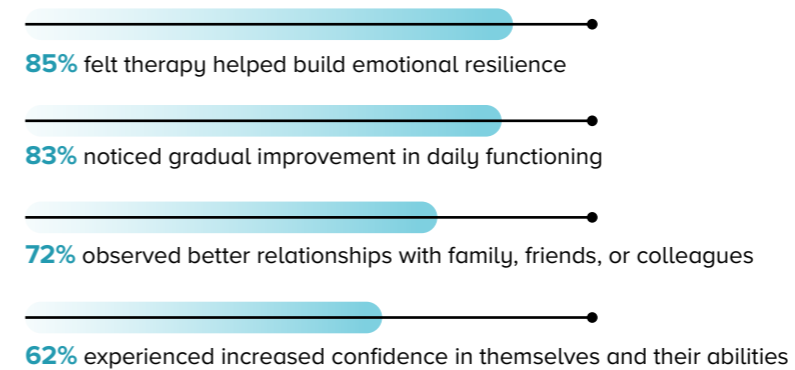 85% felt therapy helped build emotional resilience
83% noticed gradual improvement in daily functioning
72% observed better relationships with family, friends, or colleagues
62% experienced increased confidence in themselves and their abilities